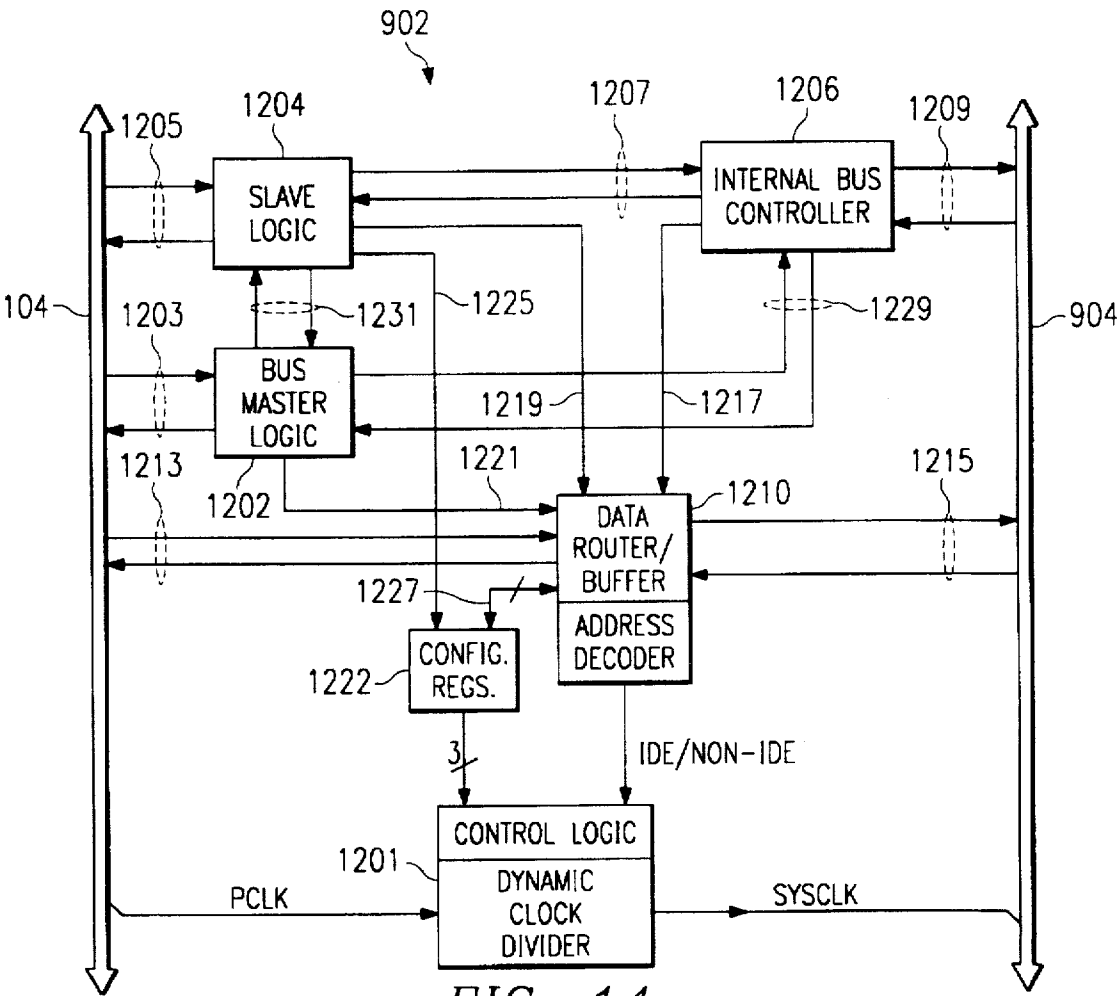 902
1204
1207
1206
1205
1209
SLAVE
LOGIC
INTERNAL BUS
CONTROLLER
104
1203
1231
1225
1229
904
BUS
MASTER
LOGIC
1219
1217
1213
1202
1221
1210
1215
DATA
ROUTER/
BUFFER
1227
ADDRESS
DECODER
CONFIG.
REGS.
1222
3
IDE/NON-IDE
CONTROL LOGIC
1201
DYNAMIC
CLOCK
DIVIDER
PCLK
SYSCLK
FIG. 14